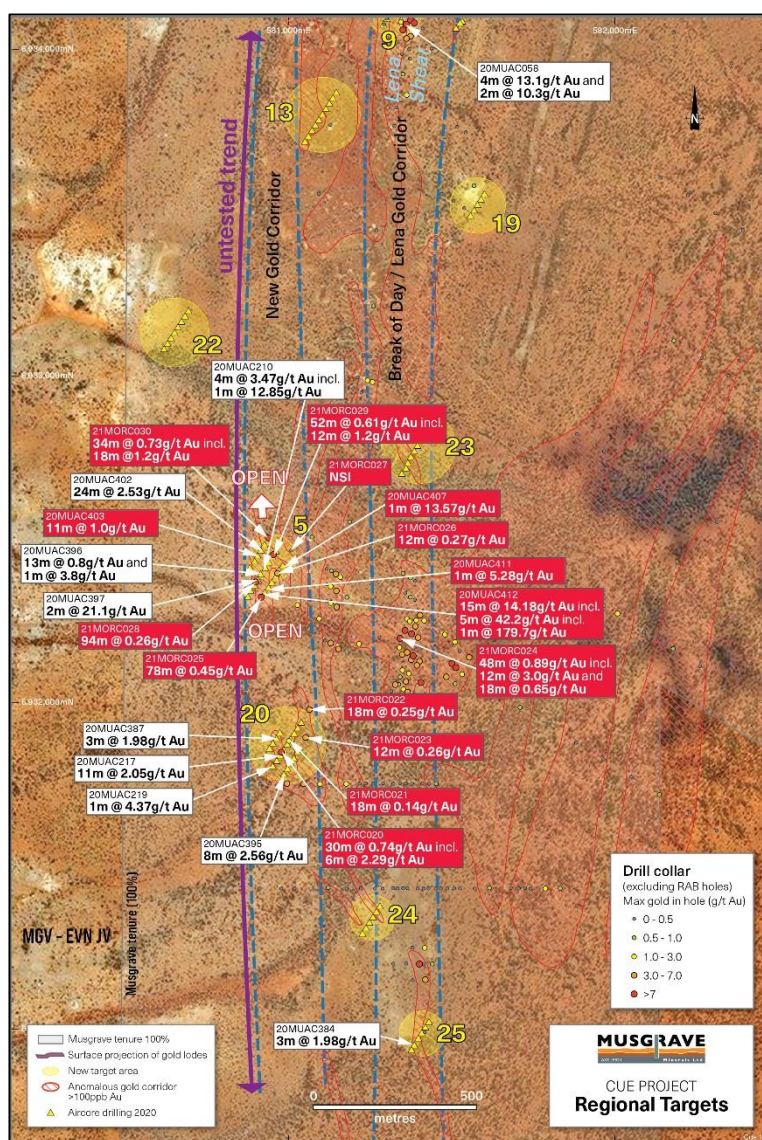 581,000mE
582,000mE
6,934,000mN
9
Lena
Shear
20MUAC058
4m @ 13.1g/t Au and
2m @ 10.3g/t Au
N
13
untested trend
New Gold Corridor
Break of Day / Lena Gold Corridor
19
22
6,933,000mN
20MUAC210
4m @ 3.47g/t Au incl.
1m @ 12.85g/t Au
21MORC030
34m @ 0.73g/t Au incl.
18m @1.2g/t Au
21MORC029
52m @ 0.61g/t Au incl.
12m @ 1.2g/t Au
23
20MUAC402
24m @ 2.53g/t Au
OPEN
21MORC027
NSI
20MUAC403
11m @ 1.0g/t Au
5
20MUAC407
1m @ 13.57g/t Au
21MORC026
12m @ 0.27g/t Au
20MUAC396
13m @ 0.8g/t Au and
1m @ 3.8g/t Au
20MUAC411
1m @ 5.28g/t Au
20MUAC397
2m @ 21.1g/t Au
20MUAC412
15m @ 14.18g/t Au incl.
5m @ 42.2g/t Au incl.
1m @ 179.7g/t Au
21MORC028
94m @ 0.26g/t Au
OPEN
21MORC025
78m @ 0.45g/t Au
21MORC024
48m @ 0.89g/t Au incl.
12m @ 3.0g/t Au and
18m @ 0.65g/t Au
6,932,000mN
20
21MORC022
18m @ 0.25g/t Au
20MUAC387
3m @ 1.98g/t Au
21MORC023
12m @ 0.26g/t Au
20MUAC217
11m @ 2.05g/t Au
20MUAC219
1m @ 4.37g/t Au
21MORC021
18m @ 0.14g/t Au
20MUAC395
8m @ 2.56g/t Au
21MORC020
30m @ 0.74g/t Au incl.
6m @ 2.29g/t Au
24
MGV - EVN JV
Musgrave tenure (100%)
Drill collar
(excluding RAB holes)
Max gold in hole (g/t Au)
0 - 0.5
0.5 - 1.0
1.0 - 3.0
3.0 - 7.0
>7
20MUAC384
3m @ 1.98g/t Au
25
Musgrave tenure 100%
Surface projection of gold lodes
New target area
Anomalous gold corridor
>100ppb Au
Aircore drilling 2020
0
500
metres
MUSGRAVE
Minerals Ltd
CUE PROJECT
Regional Targets